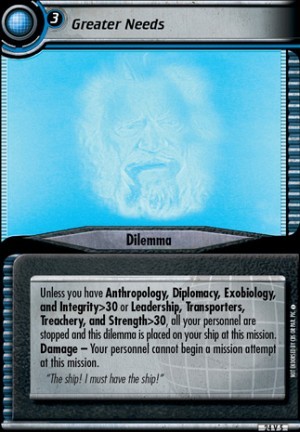 3
Greater Needs
Dilemma
Unless you have Anthropology, Diplomacy, Exobiology,
and Integrity>30 or Leadership, Transporters,
Treachery, and Strength>30, all your personnel are
stopped and this dilemma is placed on your ship at this mission.
Damage – Your personnel cannot begin a mission attempt
at this mission.
"The ship! I must have the ship!"
24 V 5